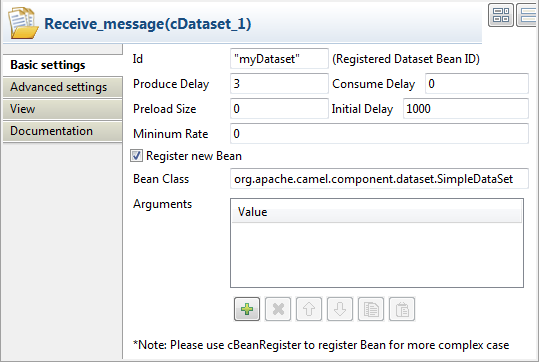 Receive_message(cDataset_1)
Basic settings
Advanced settings
View
Documentation
Id "myDataset" (Registered Dataset Bean ID)
Produce Delay 3 Consume Delay 0
Preload Size 0 Initial Delay 1000
Mininum Rate 0
Register new Bean
Bean Class org.apache.camel.component.dataset.SimpleDataSet
Arguments
Value
*Note: Please use cBeanRegister to register Bean for more complex case